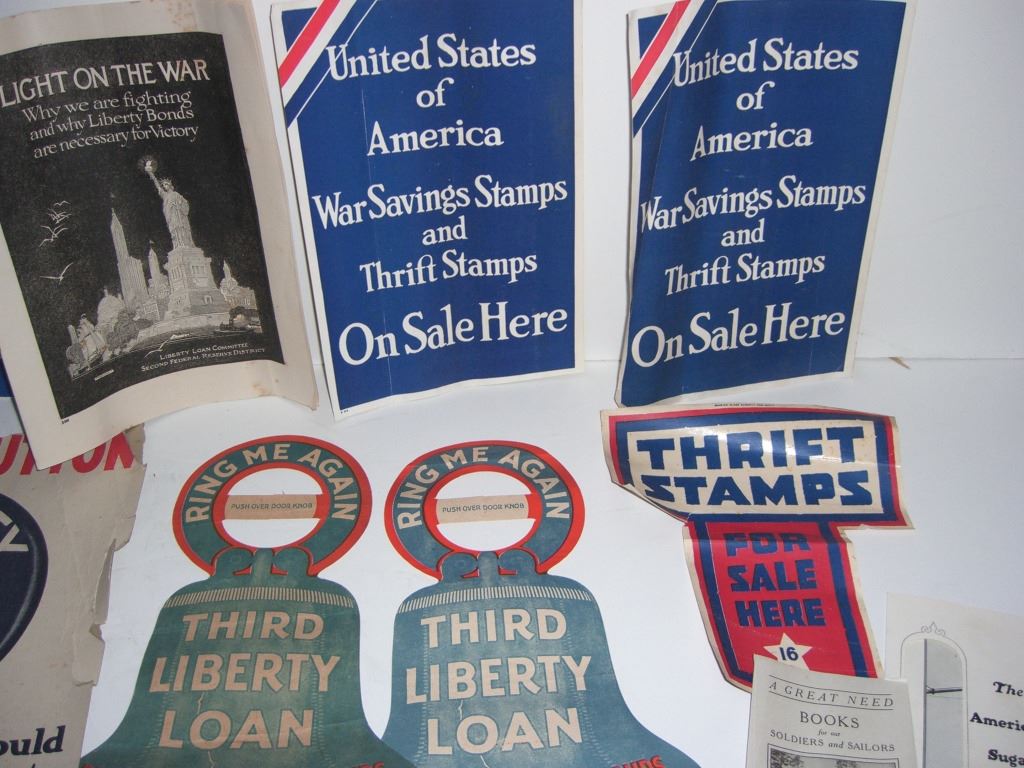 LIGHT ON THE WAR
Why we are fighting
and why Liberty Bonds
are necessary for Victory
LIBERTY LOAN COMMITTEE
SECOND FEDERAL RESERVE DISTRICT
United States
of
America
War Savings Stamps
and
Thrift Stamps
On Sale Here
United States
of
America
War Savings Stamps
and
Thrift Stamps
On Sale Here
UTTON
ould
RING ME AGAIN
PUSH OVER DOOR KNOB
THIRD
LIBERTY
LOAN
RING ME AGAIN
PUSH OVER DOOR KNOB
THIRD
LIBERTY
LOAN
THRIFT
STAMPS
FOR
SALE
HERE
16
A GREAT NEED
BOOKS
for our
SOLDIERS and SAILORS
The
Americ
Suga